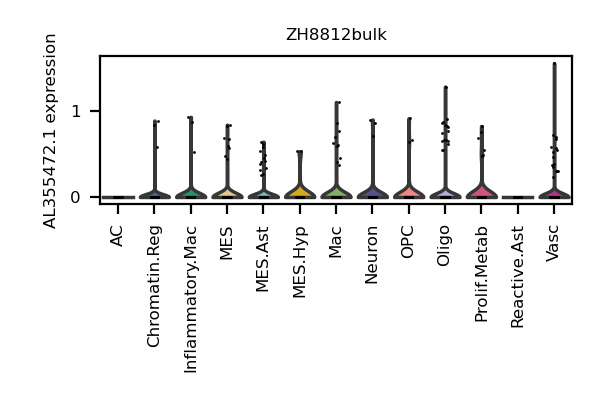 ZH8812bulk
AL355472.1 expression
1
0
AC
Chromatin.Reg
Inflammatory.Mac
MES
MES.Ast
MES.Hyp
Mac
Neuron
OPC
Oligo
Prolif.Metab
Reactive.Ast
Vasc